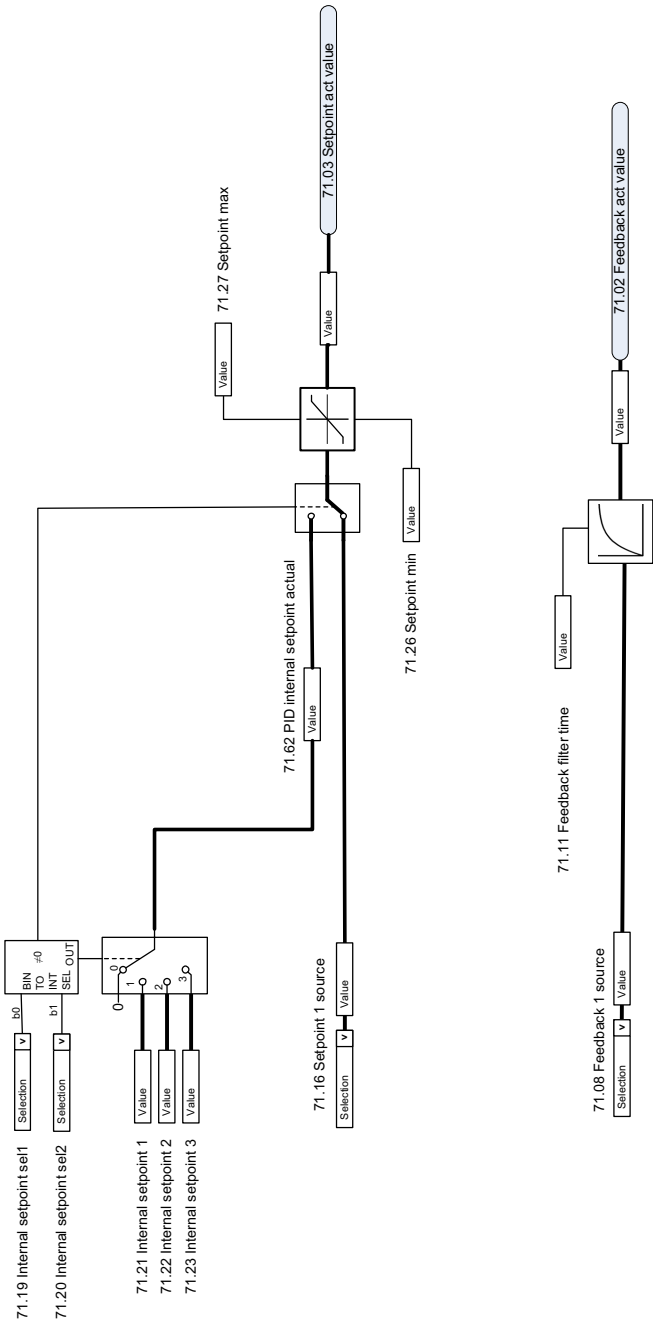 71.19 Internal setpoint sel1
Selection
v
b0
71.20 Internal setpoint sel2
Selection
v
b1
BIN
TO
INT
SEL
≠0
OUT
71.21 Internal setpoint 1
Value
71.22 Internal setpoint 2
Value
71.23 Internal setpoint 3
Value
0
0
1
2
3
71.62 PID internal setpoint actual
Value
71.16 Setpoint 1 source
Selection
v
Value
71.27 Setpoint max
Value
71.26 Setpoint min
Value
Value
71.03 Setpoint act value
71.08 Feedback 1 source
Selection
v
Value
71.11 Feedback filter time
Value
Value
71.02 Feedback act value